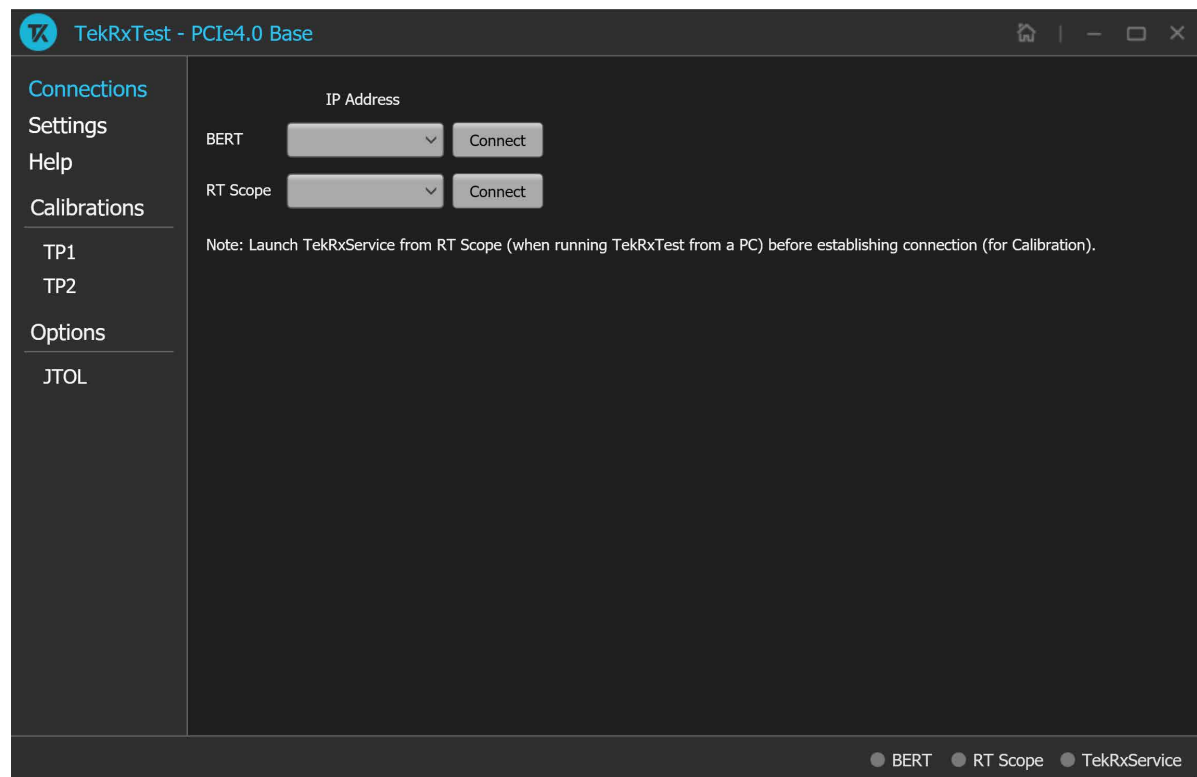 TK TekRxTest - PCIe4.0 Base
Connections
Settings
Help
Calibrations
TP1
TP2
Options
JTOL
IP Address
BERT Connect
RT Scope Connect
Note: Launch TekRxService from RT Scope (when running TekRxTest from a PC) before establishing connection (for Calibration).
BERT RT Scope TekRxService